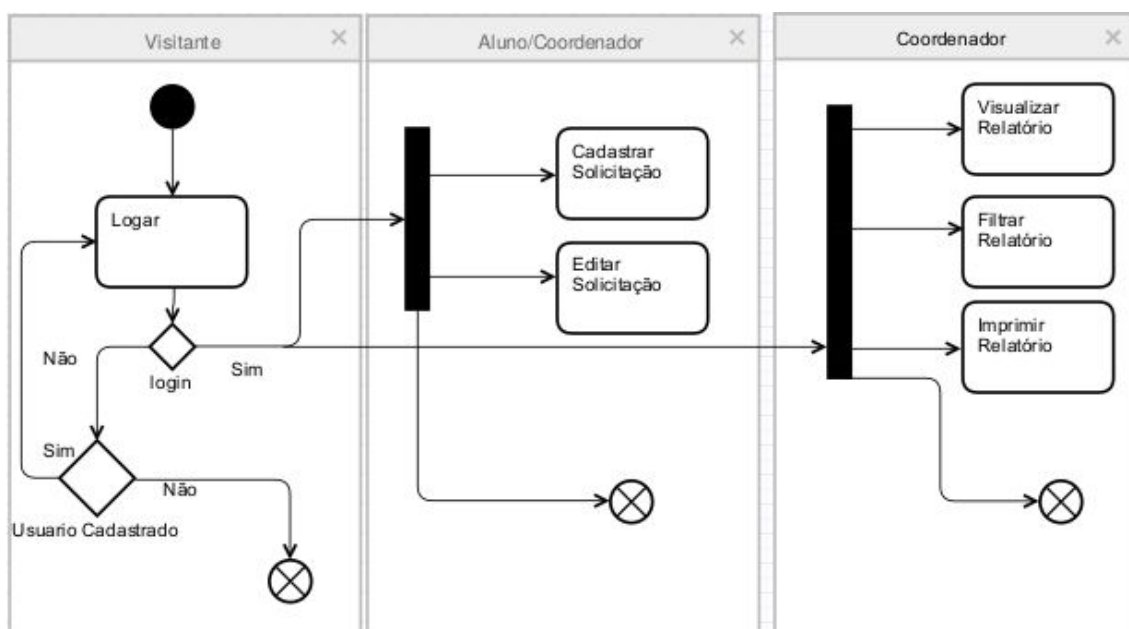 Visitante
Aluno/Coordenador
Coordenador
Logar
Não
login
Sim
Sim
Não
Usuario Cadastrado
Cadastrar
Solicitação
Editar
Solicitação
Visualizar
Relatório
Filtrar
Relatório
Imprimir
Relatório